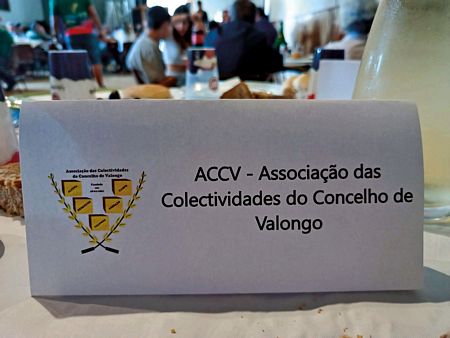 Associação das Colectividades
do Concelho de Valongo
ACCV - Associação das
Colectividades do Concelho de
Valongo